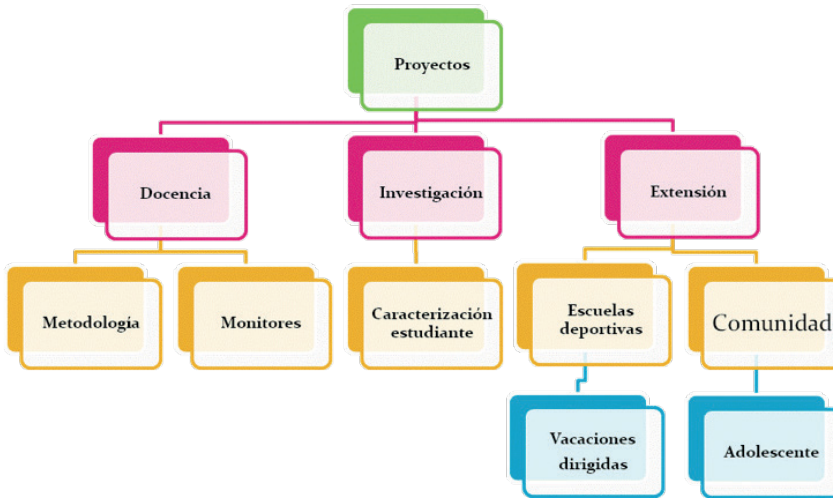 Proyectos
Docencia
Investigación
Extensión
Metodología
Monitores
Caracterización
estudiante
Escuelas
deportivas
Comunidad
Vacaciones
dirigidas
Adolescente